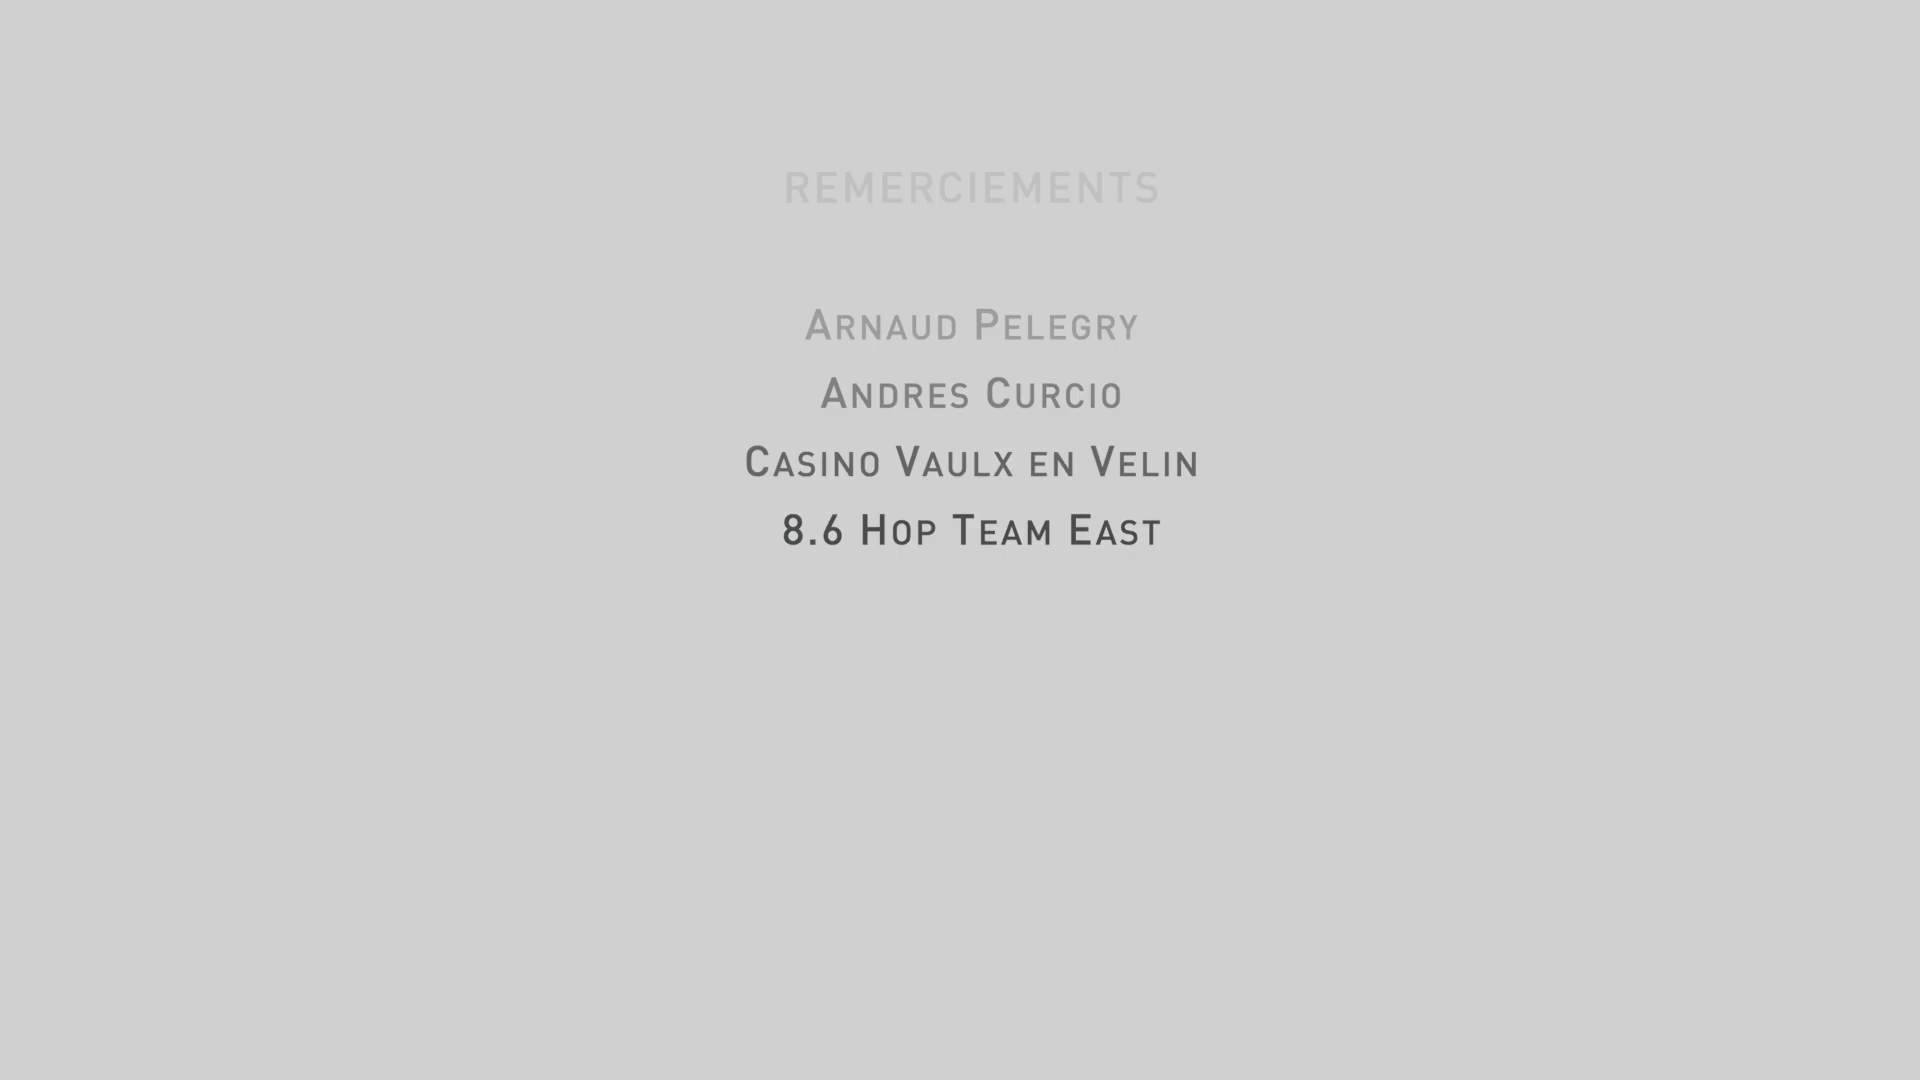 REMERCIEMENTS
Arnaud Pelegry
Andres Curcio
Casino Vaulx en Velin
8.6 Hop Team East